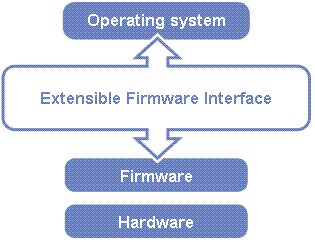 Operating system
Extensible Firmware Interface
Firmware
Hardware